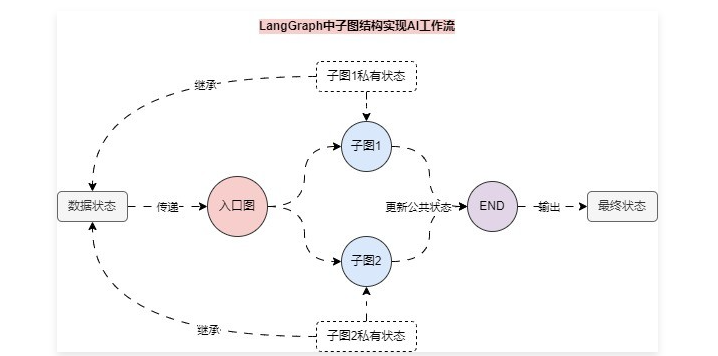 LangGraph中子图结构实现AI工作流
子图1私有状态
继承
子图1
数据状态
传递
入口图
更新公共状态
END
输出
最终状态
子图2
继承
子图2私有状态